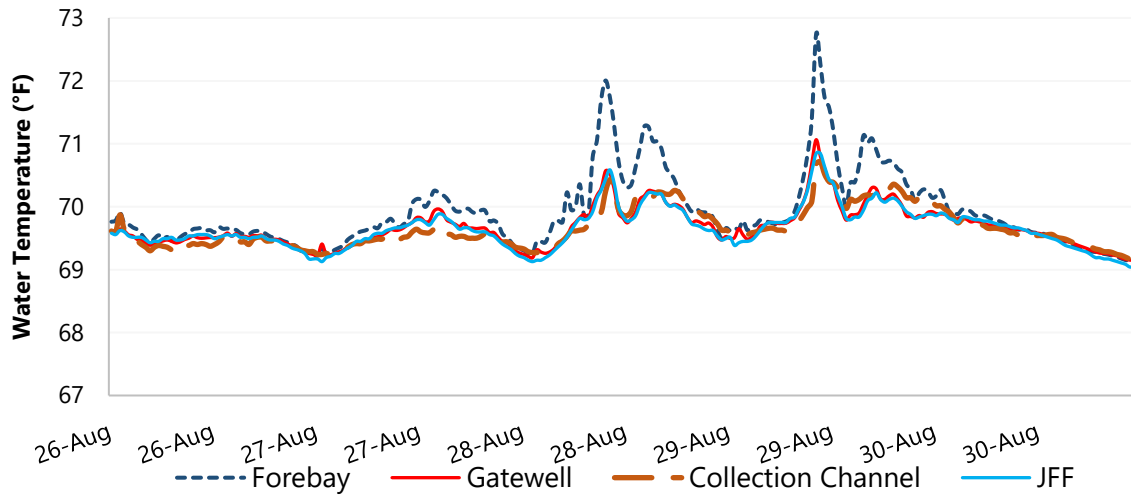 73
72
71
70
69
68
67
Water Temperature (°F)
26-Aug 26-Aug 27-Aug 27-Aug 28-Aug 28-Aug 29-Aug 29-Aug 30-Aug 30-Aug
Forebay Gatewell Collection Channel JFF